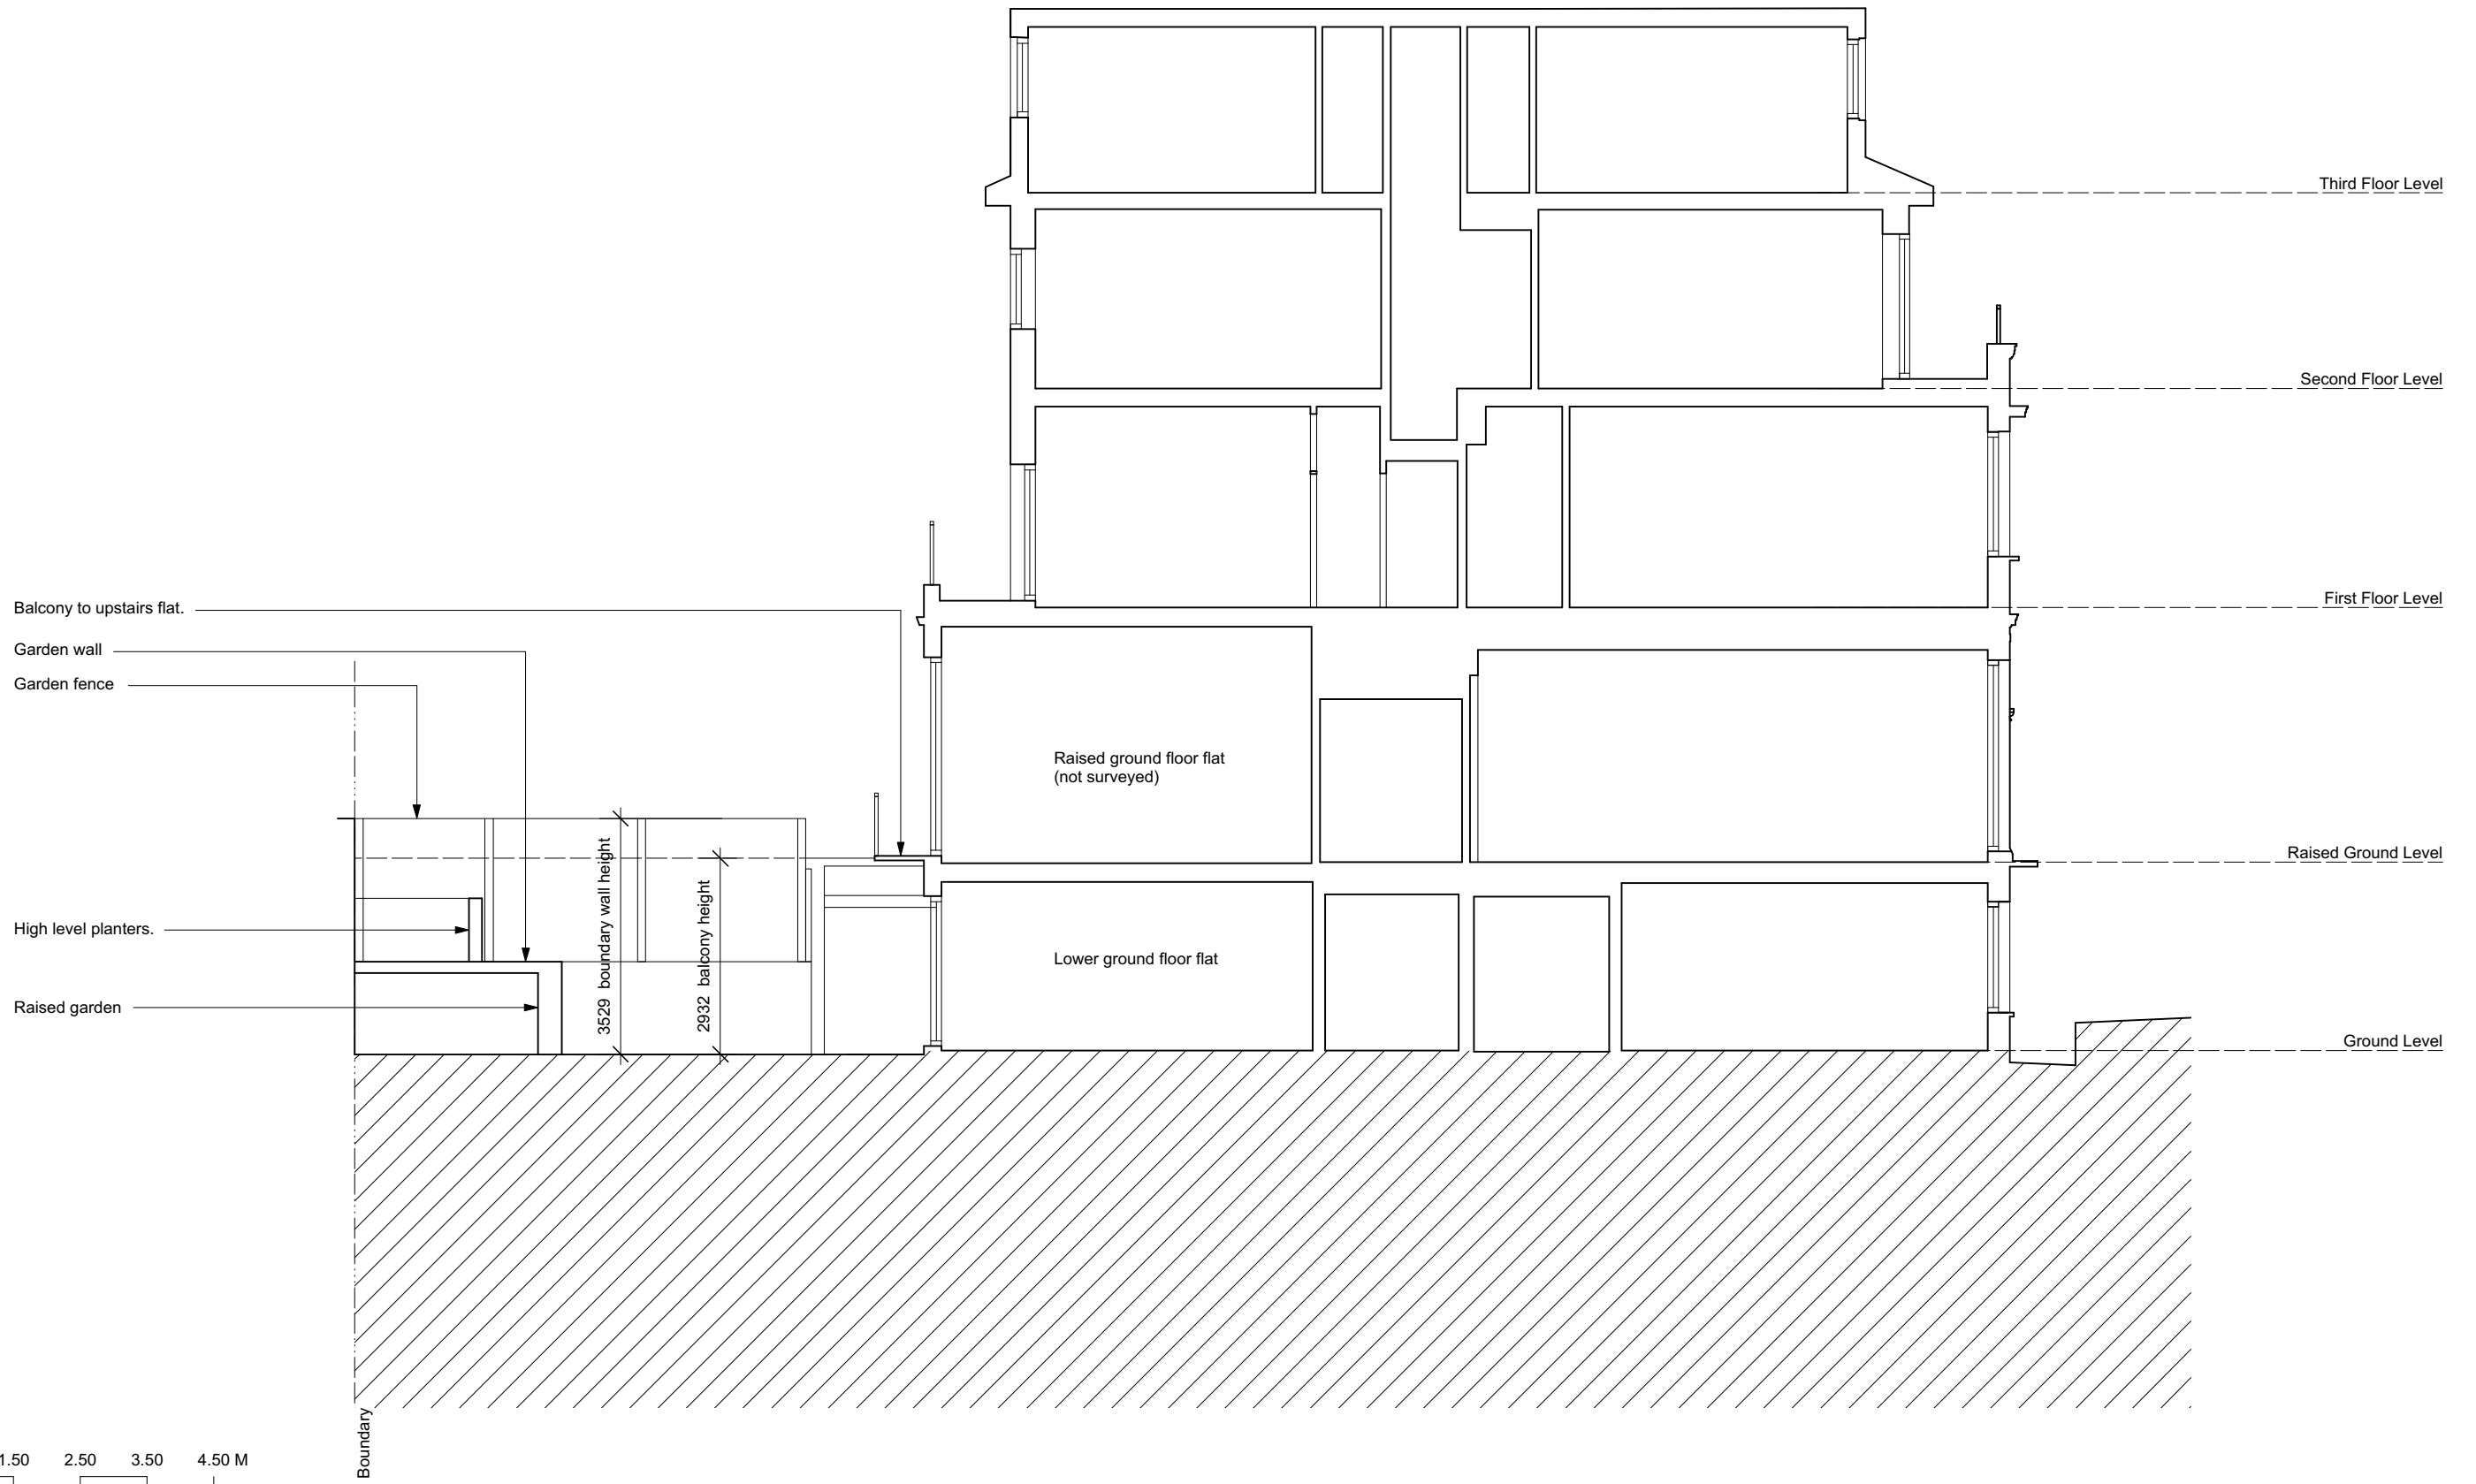 Third Floor Level
Second Floor Level
First Floor Level
Balcony to upstairs flat.
Garden wall
Garden fence
Raised ground floor flat
(not surveyed)
3529 boundary wall height
2932 balcony height
Raised Ground Level
High level planters.
Lower ground floor flat
Raised garden
Ground Level
Boundary
1.50 2.50 3.50 4.50 M